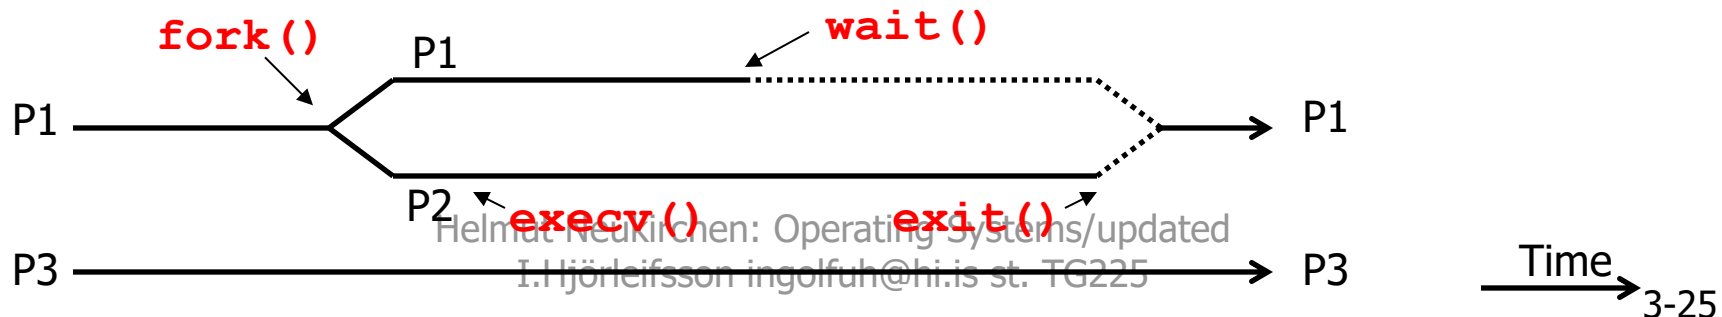 fork()
wait()
P1
P1
P1
P2
execv()
exit()
Helmut Neukirchen: Operating Systems/updated
I.Hjörleifsson ingolfuh@hi.is st. TG225
P3
P3
Time
3-25